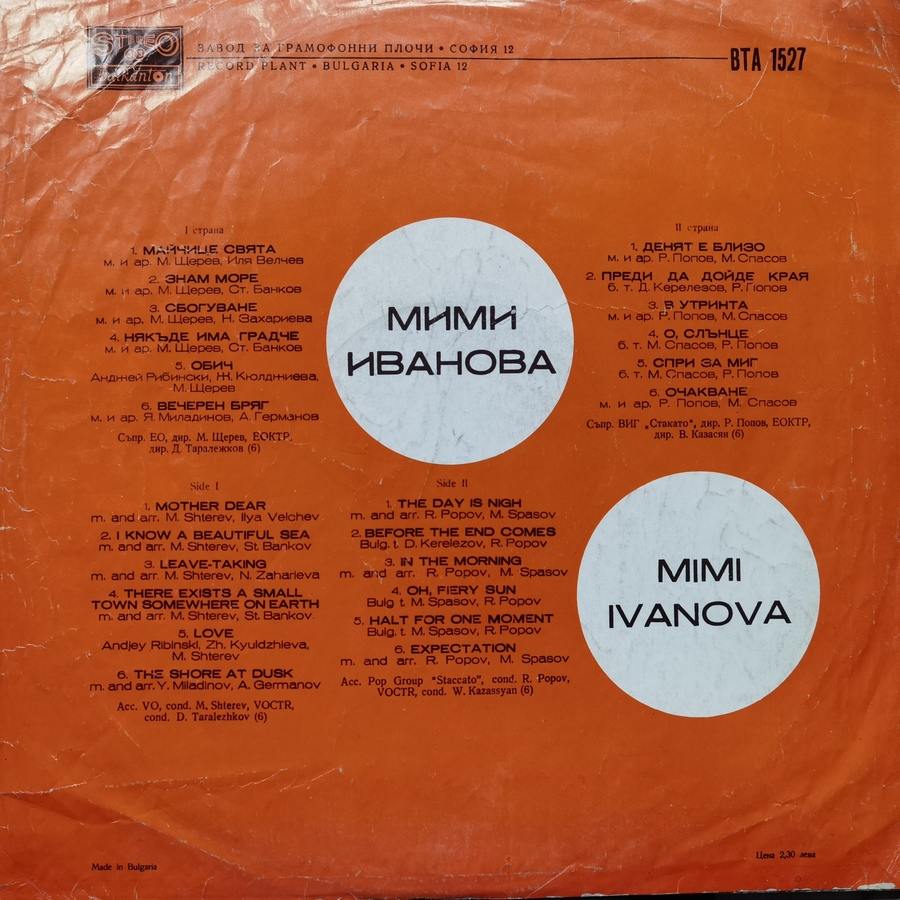 STEREO
Balkanton
ЗАВОД ЗА ГРАМОФОННИ ПЛОЧИ • СОФИЯ 12
RECORD PLANT • BULGARIA • SOFIA 12
ВТА 1527
I страна
1. МАЙЧИЦЕ СВЯТА
м. и ар. М. Щерев, Иля Велчев
2. ЗНАМ МОРЕ
м. и ар. М. Щерев, Ст. Банков
3. СБОГУВАНЕ
м. и ар. М. Щерев, Н. Захариева
4. НЯКЪДЕ ИМА ГРАДЧЕ
м. и ар. М. Щерев, Ст. Банков
5. ОБИЧ
Анджей Рибински, Ж. Кюлджиева,
М. Щерев
6. ВЕЧЕРЕН БРЯГ
м. и ар. Я. Миладинов, А. Германов
Съпр. ЕО, дир. М. Щерев, ЕОКТР,
дир. Д. Таралежков (6)
МИМИ
ИВАНОВА
II страна
1. ДЕНЯТ Е БЛИЗО
м. и ар. Р. Попов, М. Спасов
2. ПРЕДИ ДА ДОЙДЕ КРАЯ
б. т. Д. Керелезов, Р. Попов
3. В УТРИНТА
м. и ар. Р. Попов, М. Спасов
4. О, СЛЪНЦЕ
б. т. М. Спасов, Р. Попов
5. СПРИ ЗА МИГ
б. т. М. Спасов, Р. Попов
6. ОЧАКВАНЕ
м. и ар. Р. Попов, М. Спасов
Съпр. ВИГ „Стакато", дир. Р. Попов, ЕОКТР,
дир. В. Казасян (6)
Side I
1. MOTHER DEAR
m. and arr. M. Shterev, Ilya Velchev
2. I KNOW A BEAUTIFUL SEA
m. and arr. M. Shterev, St. Bankov
3. LEAVE-TAKING
m. and arr. M. Shterev, N. Zaharieva
4. THERE EXISTS A SMALL
TOWN SOMEWHERE ON EARTH
m. and arr. M. Shterev, St. Bankov
5. LOVE
Andjey Ribinski, Zh. Kyuldzhieva,
M. Shterev
6. THE SHORE AT DUSK
m. and arr. Y. Miladinov, A. Germanov
Acc. VO, cond. M. Shterev, VOCTR,
cond. D. Taralezhkov (6)
Side II
1. THE DAY IS NIGH
m. and arr. R. Popov, M. Spasov
2. BEFORE THE END COMES
Bulg. t. D. Kerelezov, R. Popov
3. IN THE MORNING
m. and arr. R. Popov, M. Spasov
4. OH, FIERY SUN
Bulg t. M. Spasov, R. Popov
5. HALT FOR ONE MOMENT
Bulg. t. M. Spasov, R. Popov
6. EXPECTATION
m. and arr. R. Popov, M. Spasov
Acc. Pop Group "Staccato", cond. R. Popov,
VOCTR, cond. W. Kazassyan (6)
MIMI
IVANOVA
Made in Bulgaria
Цена 2,30 лева